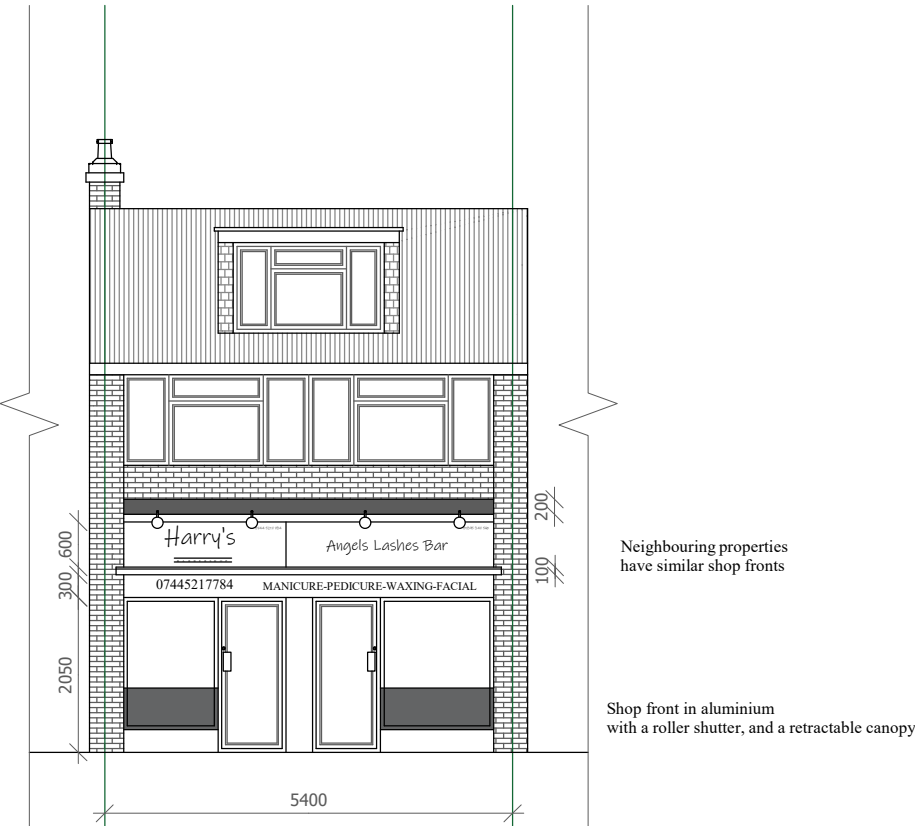 200
600
Harry's
Angels Lashes Bar
Neighbouring properties
have similar shop fronts
100
300
07445217784 MANICURE-PEDICURE-WAXING-FACIAL
2050
Shop front in aluminium
with a roller shutter, and a retractable canopy
5400